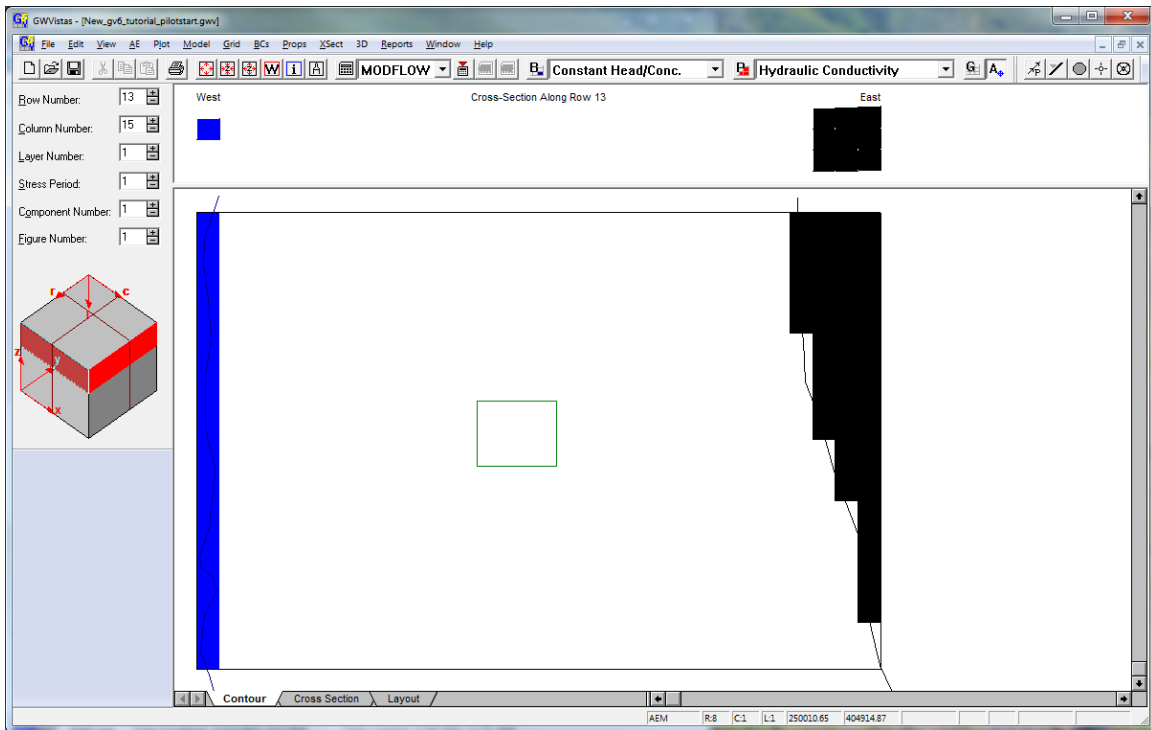 GWVistas - [New_gv6_tutorial_pilotstart.gwv]
File Edit View AE Plot Model Grid BCs Props XSect 3D Reports Window Help
W i A MODFLOW B Constant Head/Conc. P Hydraulic Conductivity G A P
Row Number: 13
Column Number: 15
Layer Number: 1
Stress Period: 1
Component Number: 1
Figure Number: 1
West Cross-Section Along Row 13 East
r c
z y
x
Contour Cross Section Layout
AEM R:8 C:1 L:1 250010.65 404914.87